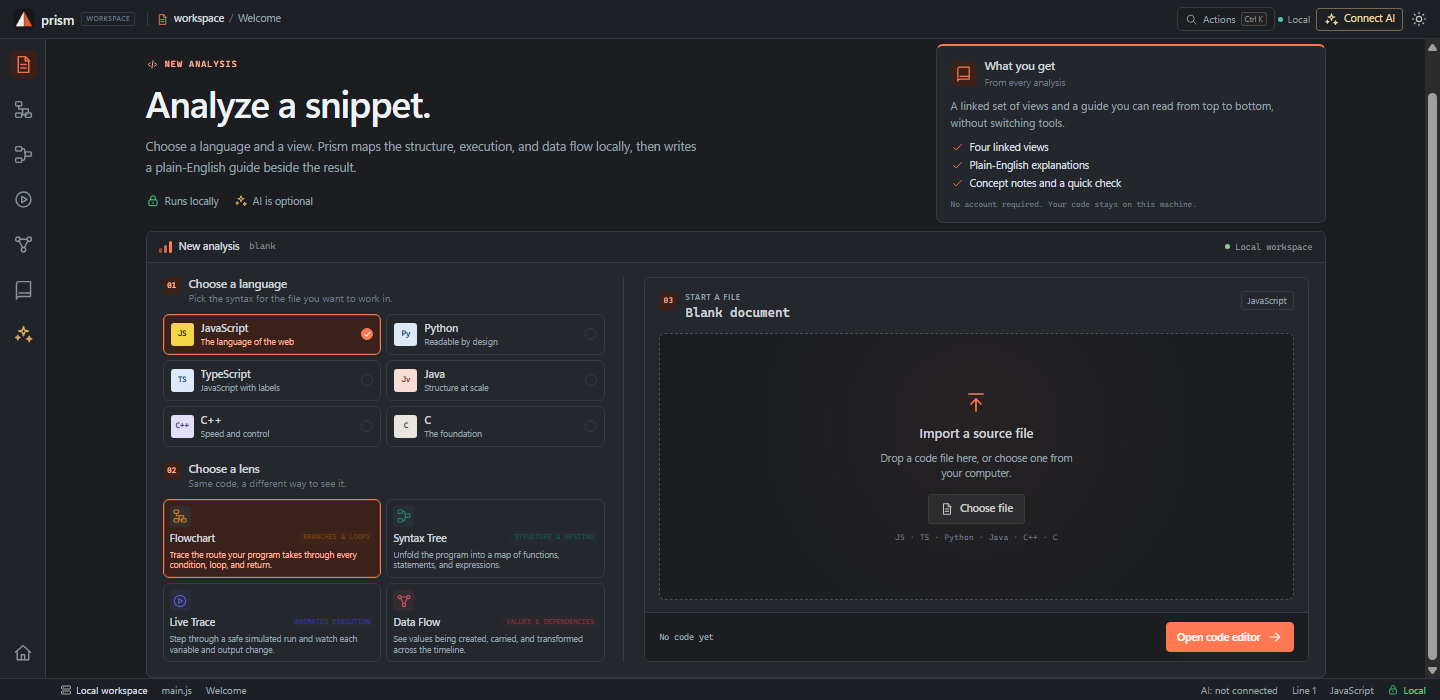 prism WORKSPACE workspace / Welcome
Actions Ctrl K Local Connect AI
NEW ANALYSIS
Analyze a snippet.
Choose a language and a view. Prism maps the structure, execution, and data flow locally, then writes
a plain-English guide beside the result.
Runs locally AI is optional
What you get
From every analysis
A linked set of views and a guide you can read from top to bottom,
without switching tools.
Four linked views
Plain-English explanations
Concept notes and a quick check
No account required. Your code stays on this machine.
New analysis blank
Local workspace
01 Choose a language
Pick the syntax for the file you want to work in.
JS JavaScript
The language of the web
Py Python
Readable by design
TS TypeScript
JavaScript with labels
Jv Java
Structure at scale
C++ C++
Speed and control
C C
The foundation
02 Choose a lens
Same code, a different way to see it.
Flowchart BRANCHES & LOOPS
Trace the route your program takes through every
condition, loop, and return.
Syntax Tree STRUCTURE & NESTING
Unfold the program into a map of functions,
statements, and expressions.
Live Trace ANIMATED EXECUTION
Step through a safe simulated run and watch each
variable and output change.
Data Flow VALUES & DEPENDENCIES
See values being created, carried, and transformed
across the timeline.
03 START A FILE
Blank document
JavaScript
Import a source file
Drop a code file here, or choose one from
your computer.
Choose file
JS · TS · Python · Java · C++ · C
No code yet
Open code editor
Local workspace main.js Welcome
AI: not connected Line 1 JavaScript Local